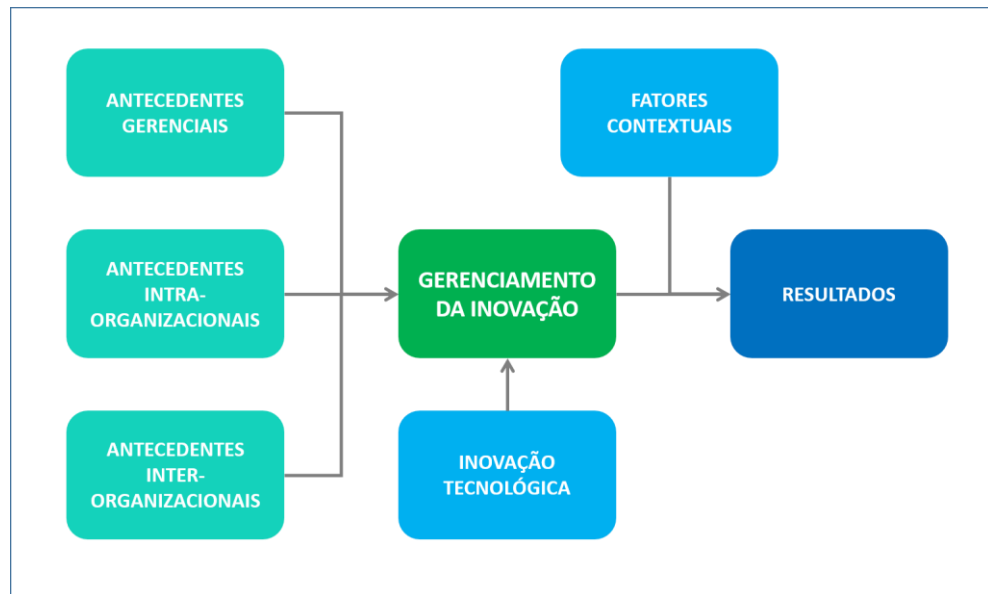 ANTECEDENTES
GERENCIAIS
FATORES
CONTEXTUAIS
ANTECEDENTES
INTRA-
ORGANIZACIONAIS
GERENCIAMENTO
DA INOVAÇÃO
RESULTADOS
ANTECEDENTES
INTER-
ORGANIZACIONAIS
INOVAÇÃO
TECNOLÓGICA